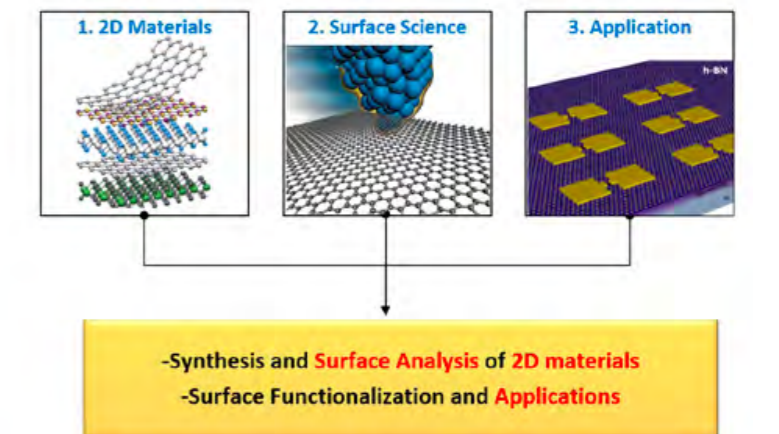 1. 2D Materials
2. Surface Science
3. Application
h-BN
-Synthesis and Surface Analysis of 2D materials
-Surface Functionalization and Applications